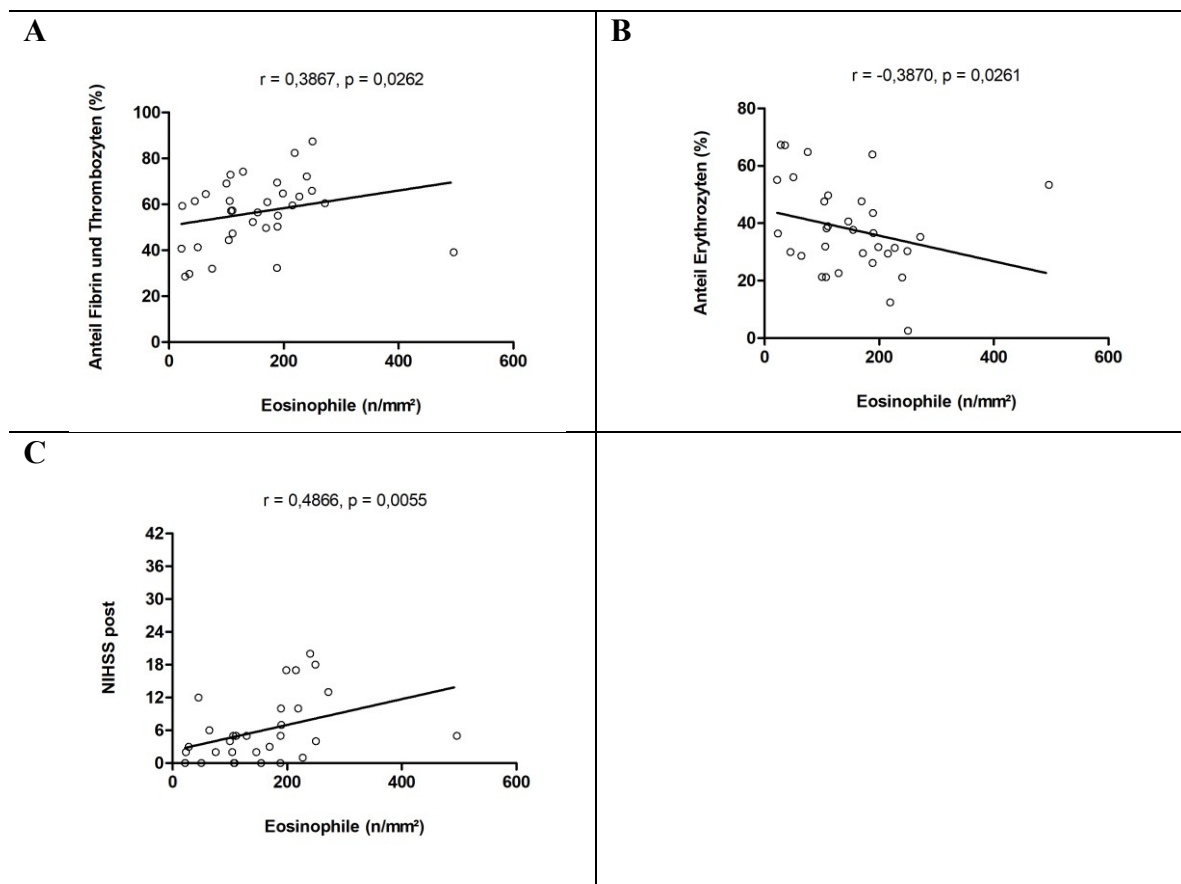 A
r = 0,3867, p = 0,0262
Anteil Fibrin und Thrombozyten (%)
100
80
60
40
20
0
0 200 400 600
Eosinophile (n/mm²)
B
r = -0,3870, p = 0,0261
Anteil Erythrozyten (%)
80
60
40
20
0
0 200 400 600
Eosinophile (n/mm²)
C
r = 0,4866, p = 0,0055
NIHSS post
42
36
30
24
18
12
6
0
0 200 400 600
Eosinophile (n/mm²)